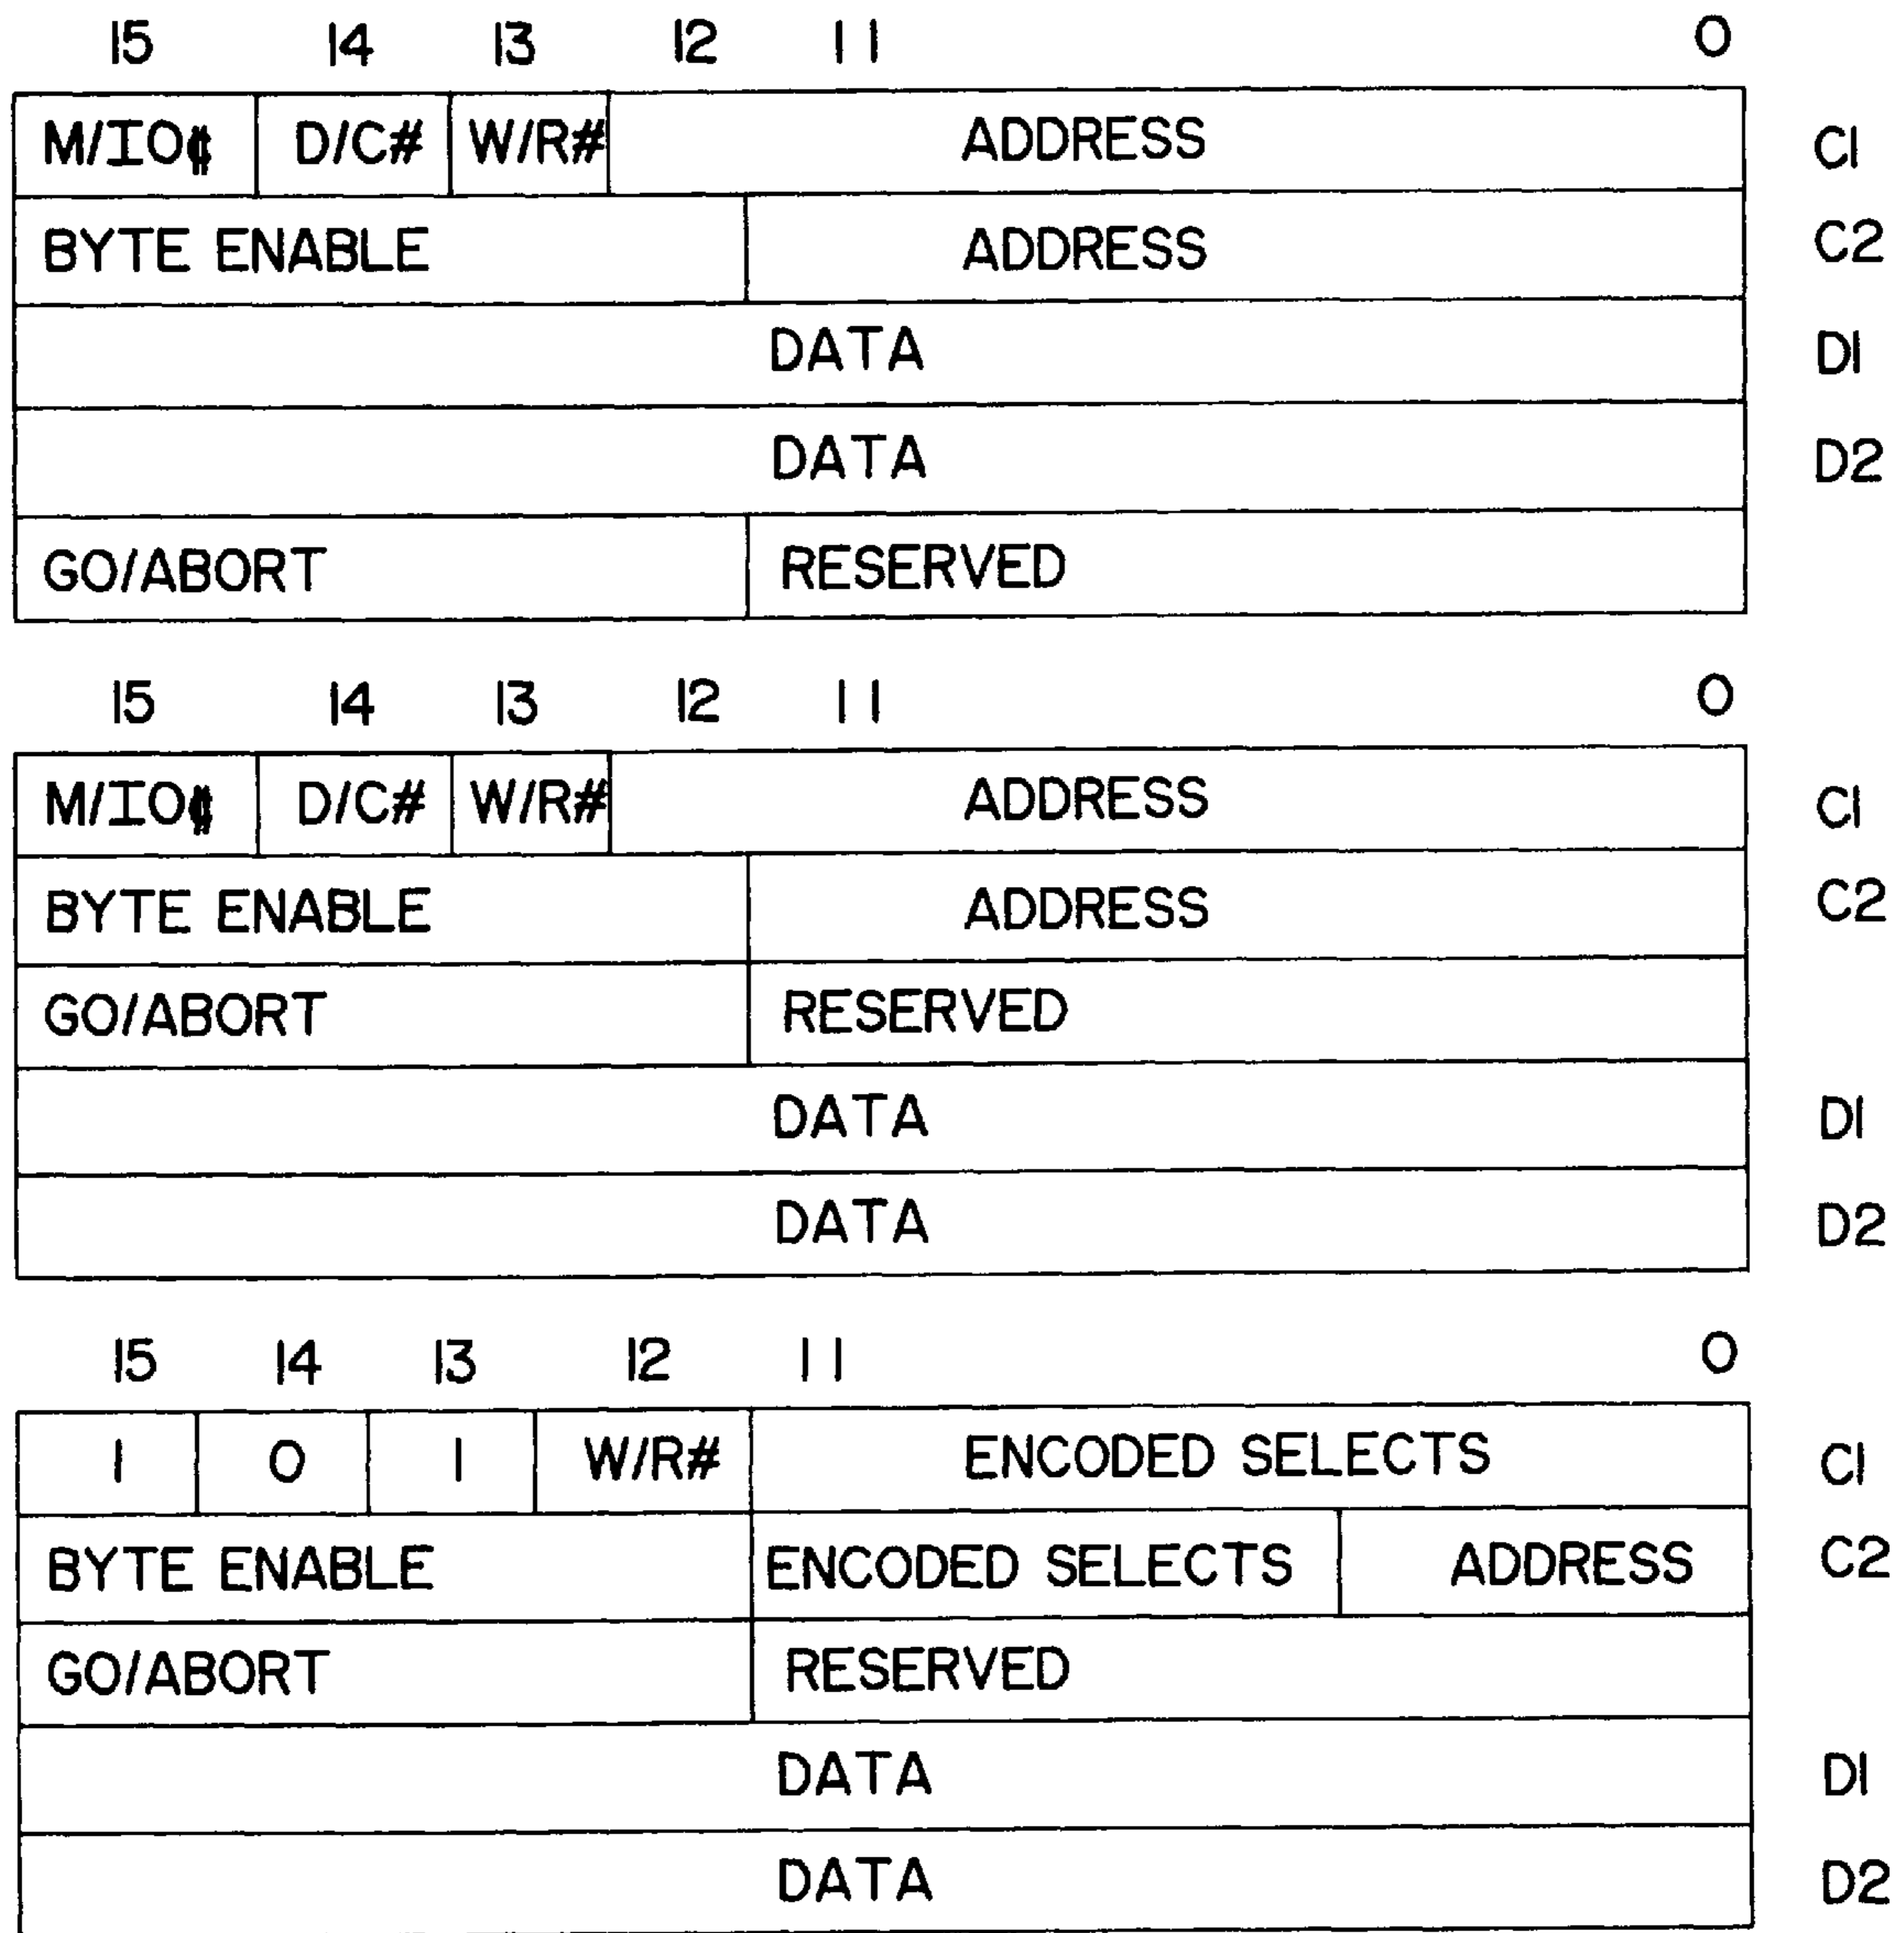 15 14 13 12 11 0
M/IO# D/C# W/R# ADDRESS C1
BYTE ENABLE ADDRESS C2
DATA D1
DATA D2
GO/ABORT RESERVED
15 14 13 12 11 0
M/IO# D/C# W/R# ADDRESS C1
BYTE ENABLE ADDRESS C2
GO/ABORT RESERVED
DATA D1
DATA D2
15 14 13 12 11 0
1 0 1 W/R# ENCODED SELECTS C1
BYTE ENABLE ENCODED SELECTS ADDRESS C2
GO/ABORT RESERVED
DATA D1
DATA D2